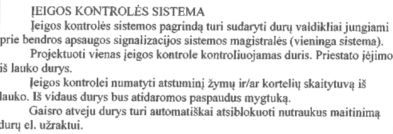 ĮEIGOS KONTROLĖS SISTEMA
Įeigos kontrolės sistemos pagrindą turi sudaryti durų valdikliai jungiami
prie bendros apsaugos signalizacijos sistemos magistralės (vieninga sistema).
Projektuoti vienas įeigos kontrole kontroliuojamas duris. Priestato įėjimo
iš lauko durys.
Įeigos kontrolei numatyti atstuminį žymų ir/ar kortelių skaitytuvą iš
lauko. Iš vidaus durys bus atidaromos paspaudus mygtuką.
Gaisro atveju durys turi automatiškai atsiblokuoti nutraukus maitinimą
durų el. užraktui.